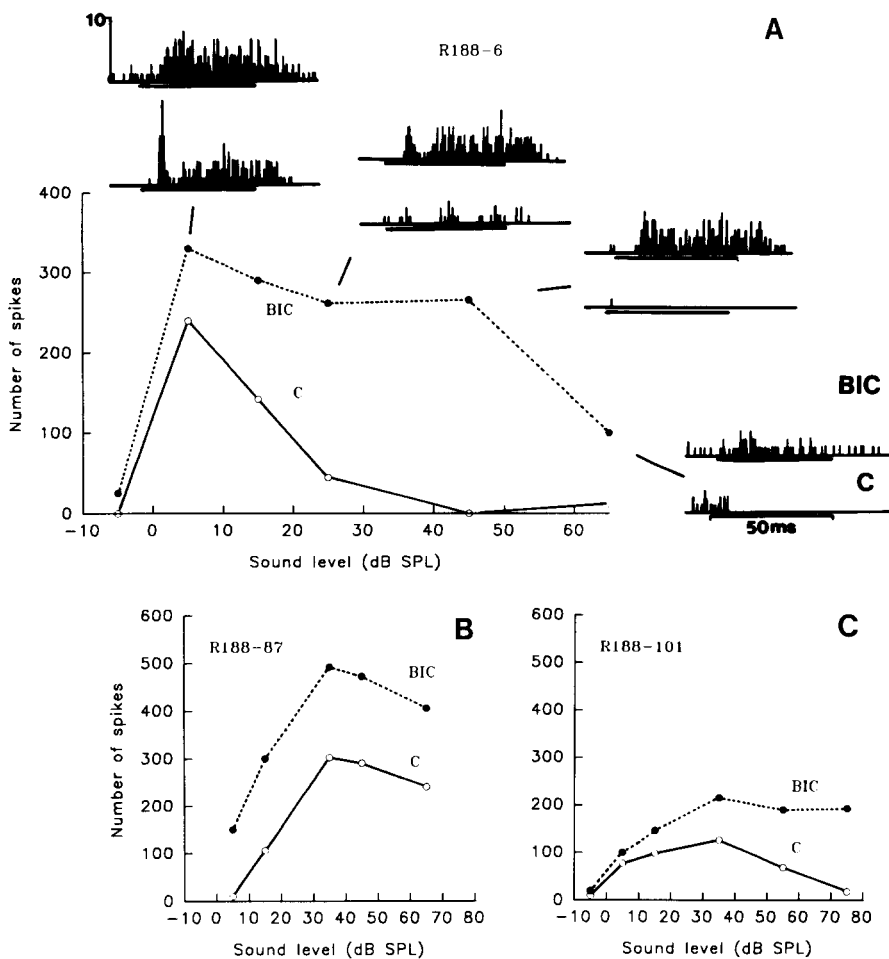 10
R188-6
A
400
300
200
100
0
Number of spikes
BIC
C
-10 0 10 20 30 40 50 60
Sound level (dB SPL)
BIC
C
50ms
600
500
400
300
200
100
0
Number of spikes
R188-87
B
BIC
C
-10 0 10 20 30 40 50 60 70 80
Sound level (dB SPL)
600
500
400
300
200
100
0
R188-101
C
BIC
C
-10 0 10 20 30 40 50 60 70 80
Sound level (dB SPL)